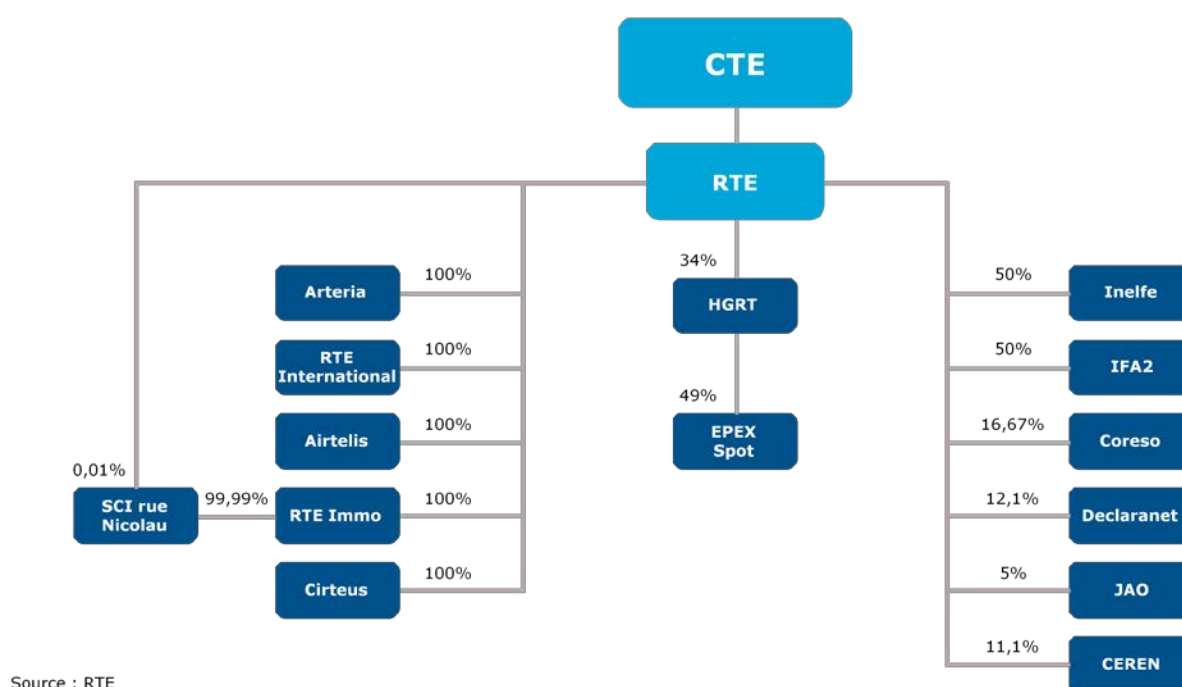 CTE
RTE
34%
HGRT
49%
EPEX
Spot
Arteria
100%
RTE
International
100%
Airtelis
100%
0,01%
SCI rue
Nicolau
99,99%
RTE Immo
100%
Cirteus
100%
50%
Inelfe
50%
IFA2
16,67%
Coreso
12,1%
Declaranet
5%
JAO
11,1%
CEREN
Source : RTE